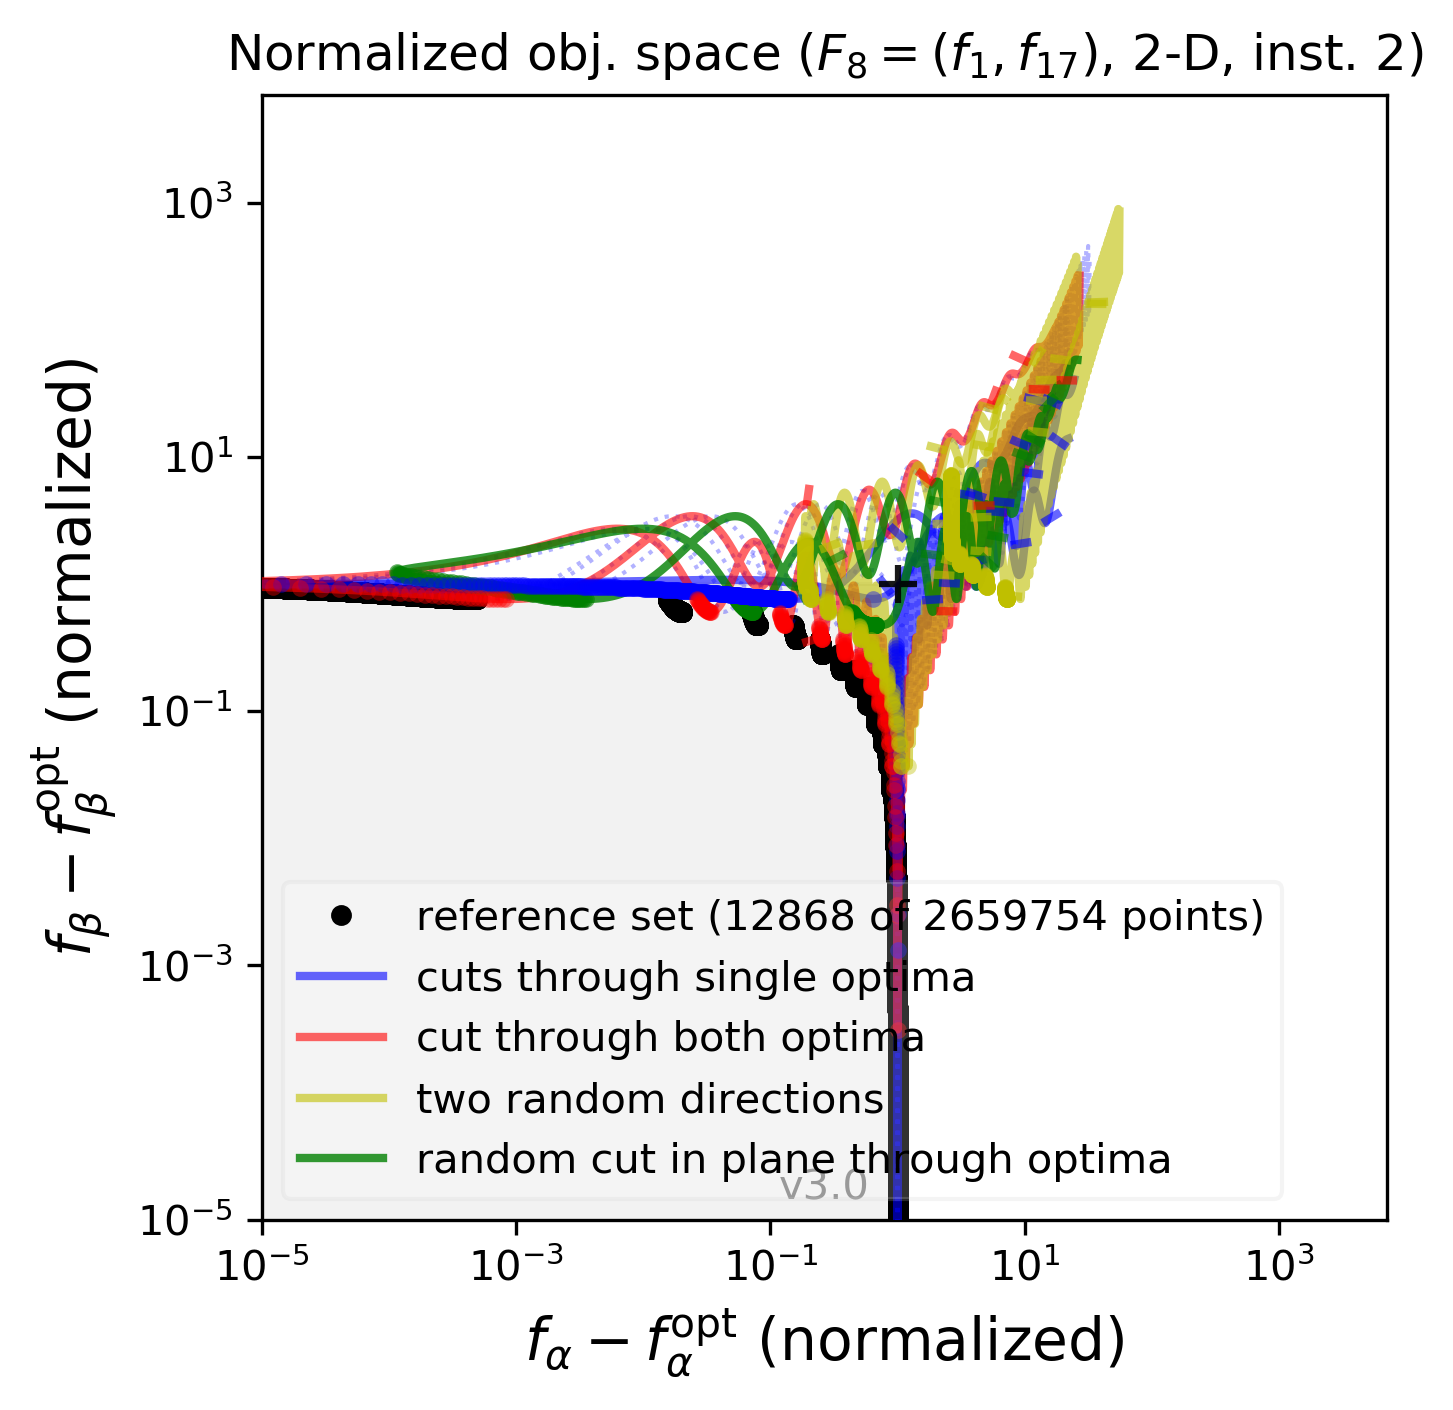 Normalized obj. space (F₈ = (f₁, f₁₇), 2-D, inst. 2)
f_β − f_β^opt (normalized)
10³
10¹
10⁻¹
10⁻³
10⁻⁵
reference set (12868 of 2659754 points)
cuts through single optima
cut through both optima
two random directions
random cut in plane through optima
v3.0
10⁻⁵ 10⁻³ 10⁻¹ 10¹ 10³
f_α − f_α^opt (normalized)